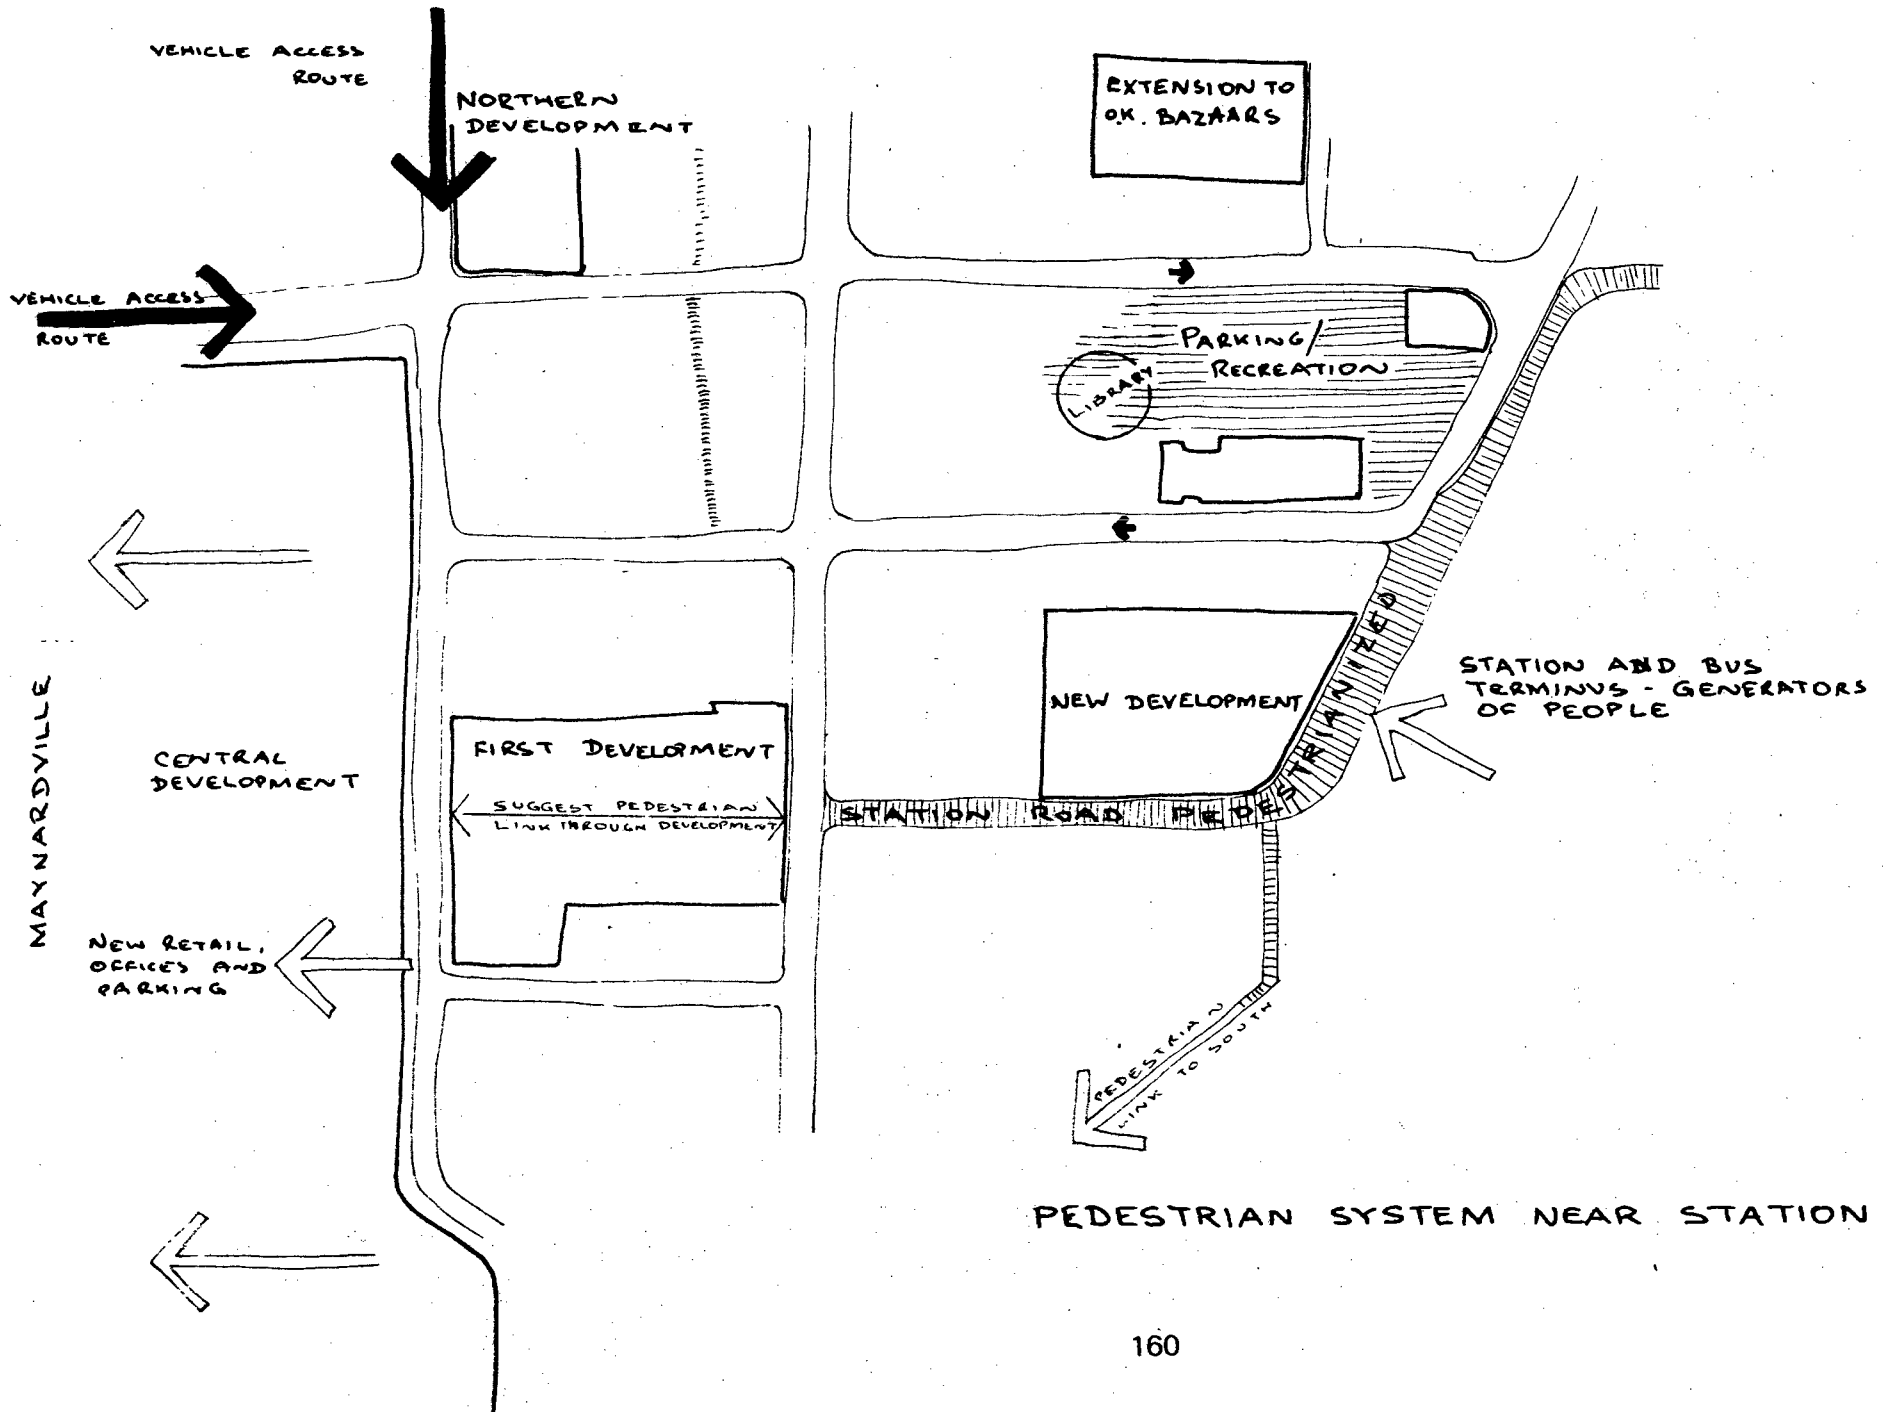 VEHICLE ACCESS
ROUTE
NORTHERN
DEVELOPMENT
EXTENSION TO
O.K. BAZAARS
VEHICLE ACCESS
ROUTE
PARKING/
RECREATION
LIBRARY
STATION AND BUS
TERMINUS - GENERATORS
OF PEOPLE
NEW DEVELOPMENT
MAYNARDVILLE
CENTRAL
DEVELOPMENT
FIRST DEVELOPMENT
SUGGEST PEDESTRIAN
LINK THROUGH DEVELOPMENT
STATION ROAD PEDESTRIANIZED
NEW RETAIL,
OFFICES AND
PARKING
PEDESTRIAN
LINK TO SOUTH
PEDESTRIAN SYSTEM NEAR STATION
160